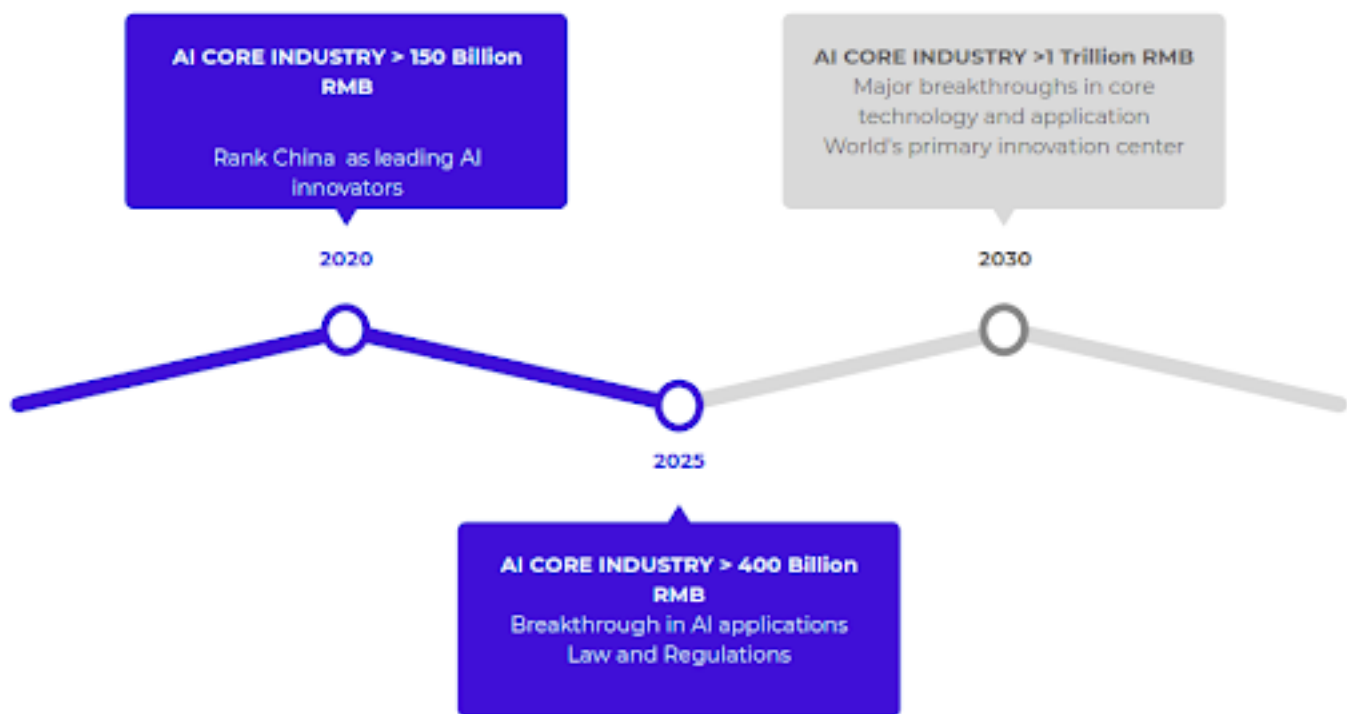 AI CORE INDUSTRY > 150 Billion
RMB
Rank China as leading AI
innovators
2020
AI CORE INDUSTRY >1 Trillion RMB
Major breakthroughs in core
technology and application
World's primary innovation center
2030
2025
AI CORE INDUSTRY > 400 Billion
RMB
Breakthrough in AI applications
Law and Regulations